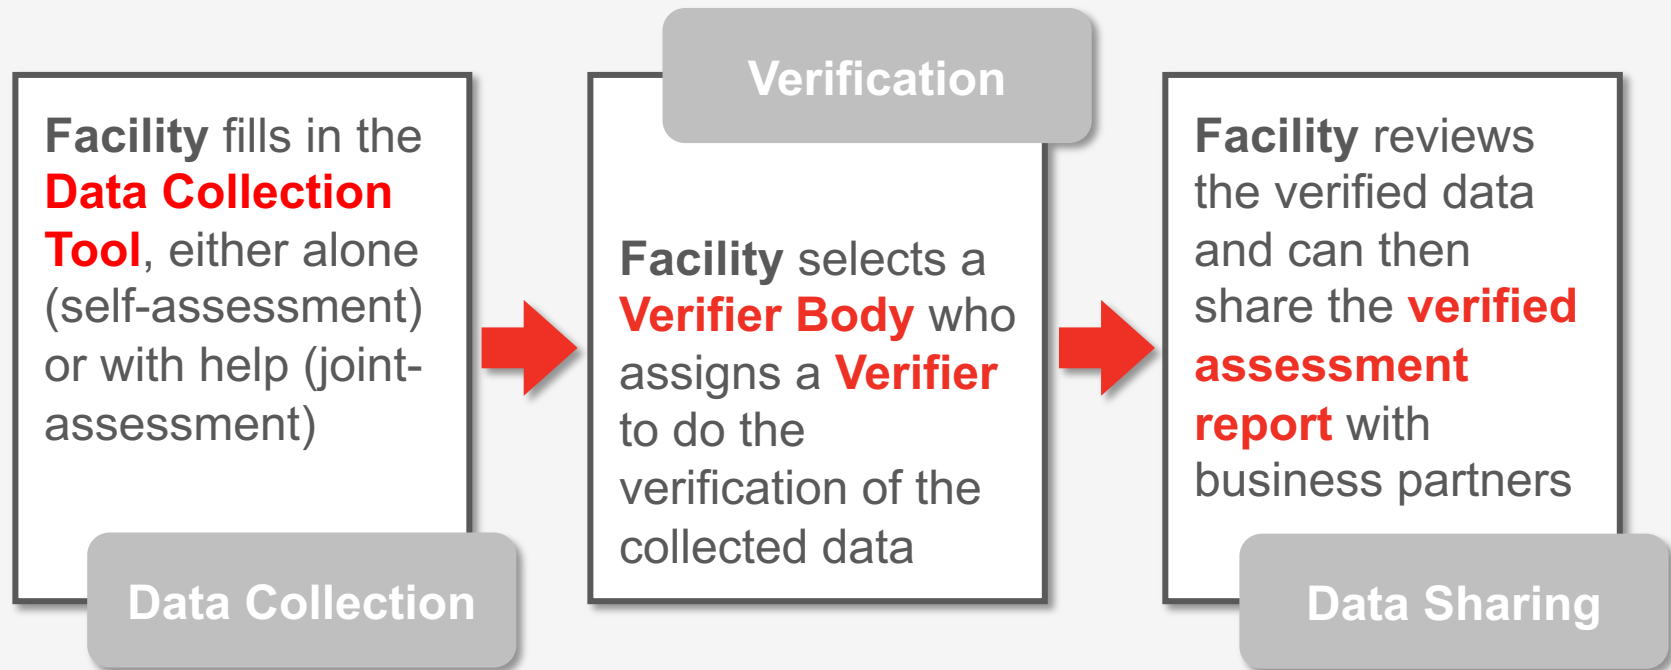 Facility fills in the
Data Collection
Tool, either alone
(self-assessment)
or with help (joint-
assessment)
Data Collection
Verification
Facility selects a
Verifier Body who
assigns a Verifier
to do the
verification of the
collected data
Facility reviews
the verified data
and can then
share the verified
assessment
report with
business partners
Data Sharing